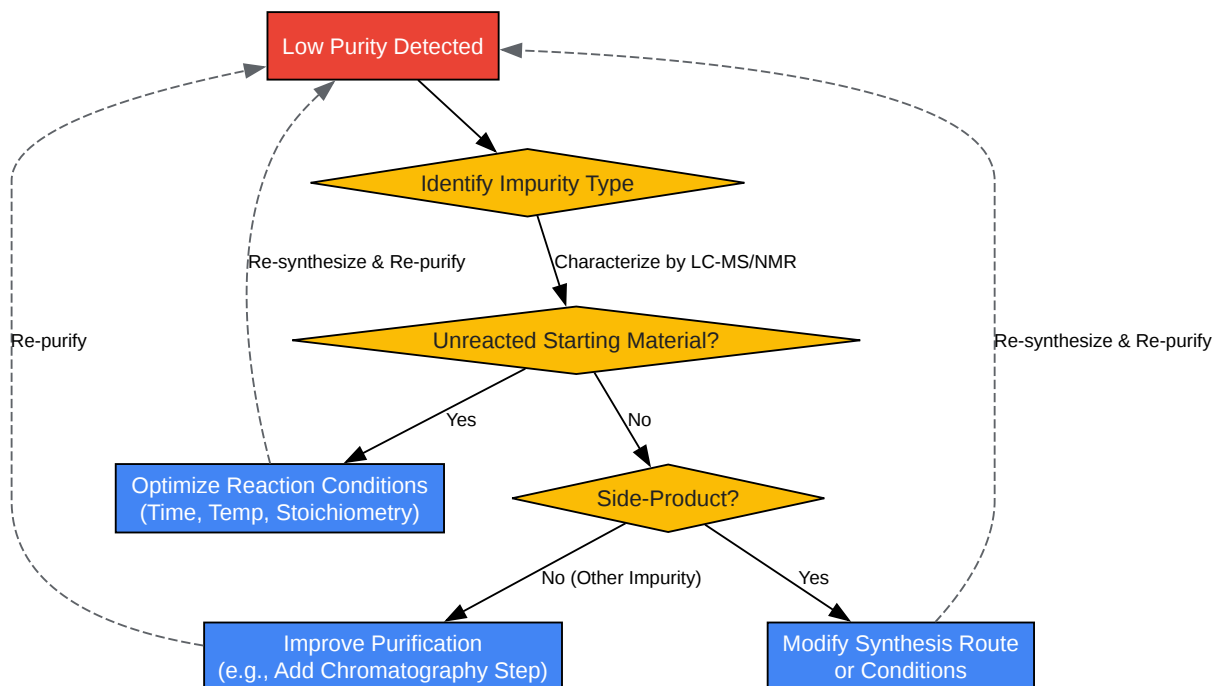 Low Purity Detected
Identify Impurity Type
Re-synthesize & Re-purify
Characterize by LC-MS/NMR
Re-purify
Unreacted Starting Material?
Re-synthesize & Re-purify
Yes
No
Optimize Reaction Conditions
(Time, Temp, Stoichiometry)
Side-Product?
No (Other Impurity)
Yes
Improve Purification
(e.g., Add Chromatography Step)
Modify Synthesis Route
or Conditions